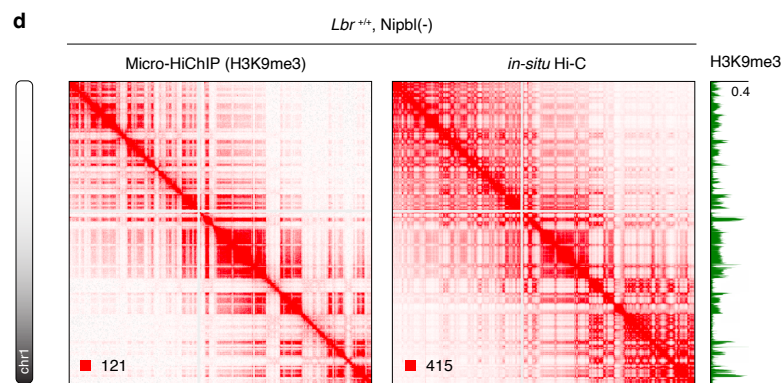 d
Lbr +/+, Nipbl(-)
Micro-HiChIP (H3K9me3)
in-situ Hi-C
H3K9me3
0.4
121
415
chr1